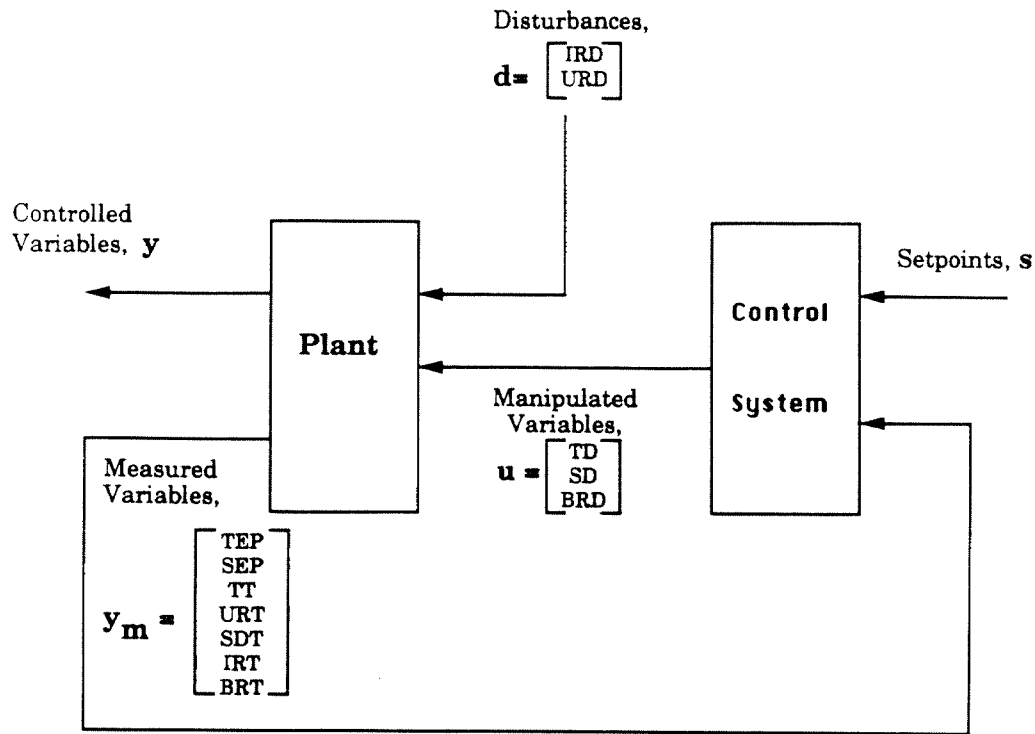 Disturbances,
d= [IRD
URD]
Controlled
Variables, y
Plant
Control
System
Setpoints, s
Manipulated
Variables,
u = [TD
SD
BRD]
Measured
Variables,
y_m = [TEP
SEP
TT
URT
SDT
IRT
BRT]